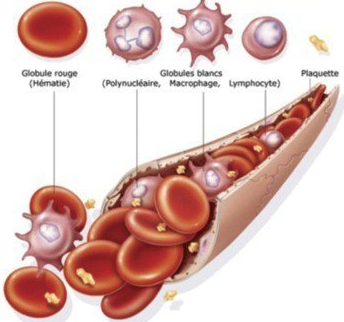 Globule rouge
(Hématie)
Globules blancs
(Polynucléaire, Macrophage, Lymphocyte)
Plaquette